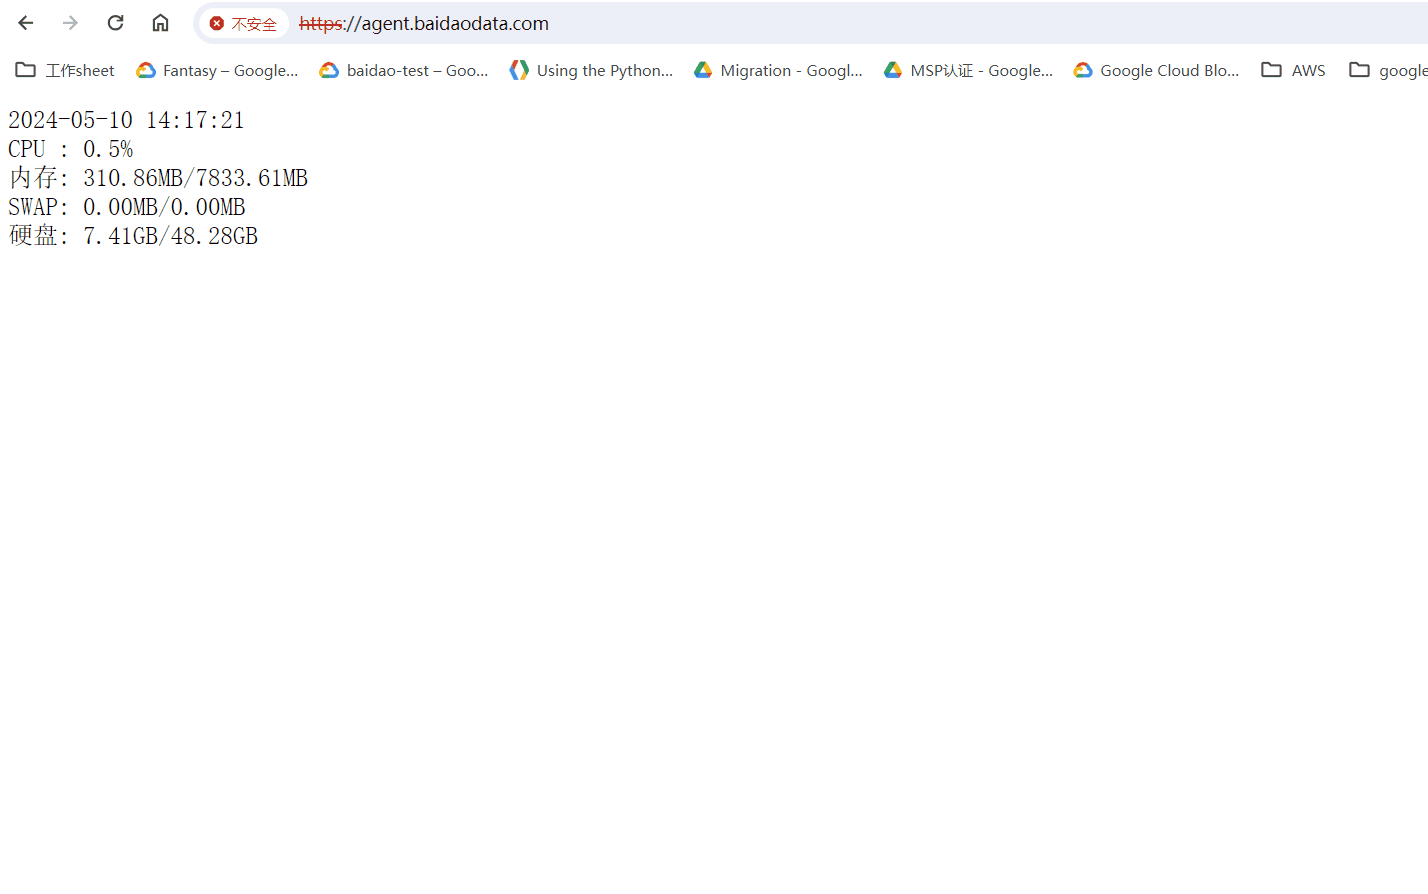 不安全 https://agent.baidaodata.com
工作sheet Fantasy – Google... baidao-test – Goo... Using the Python... Migration - Googl... MSP认证 - Google... Google Cloud Blo... AWS google
2024-05-10 14:17:21
CPU : 0.5%
内存: 310.86MB/7833.61MB
SWAP: 0.00MB/0.00MB
硬盘: 7.41GB/48.28GB